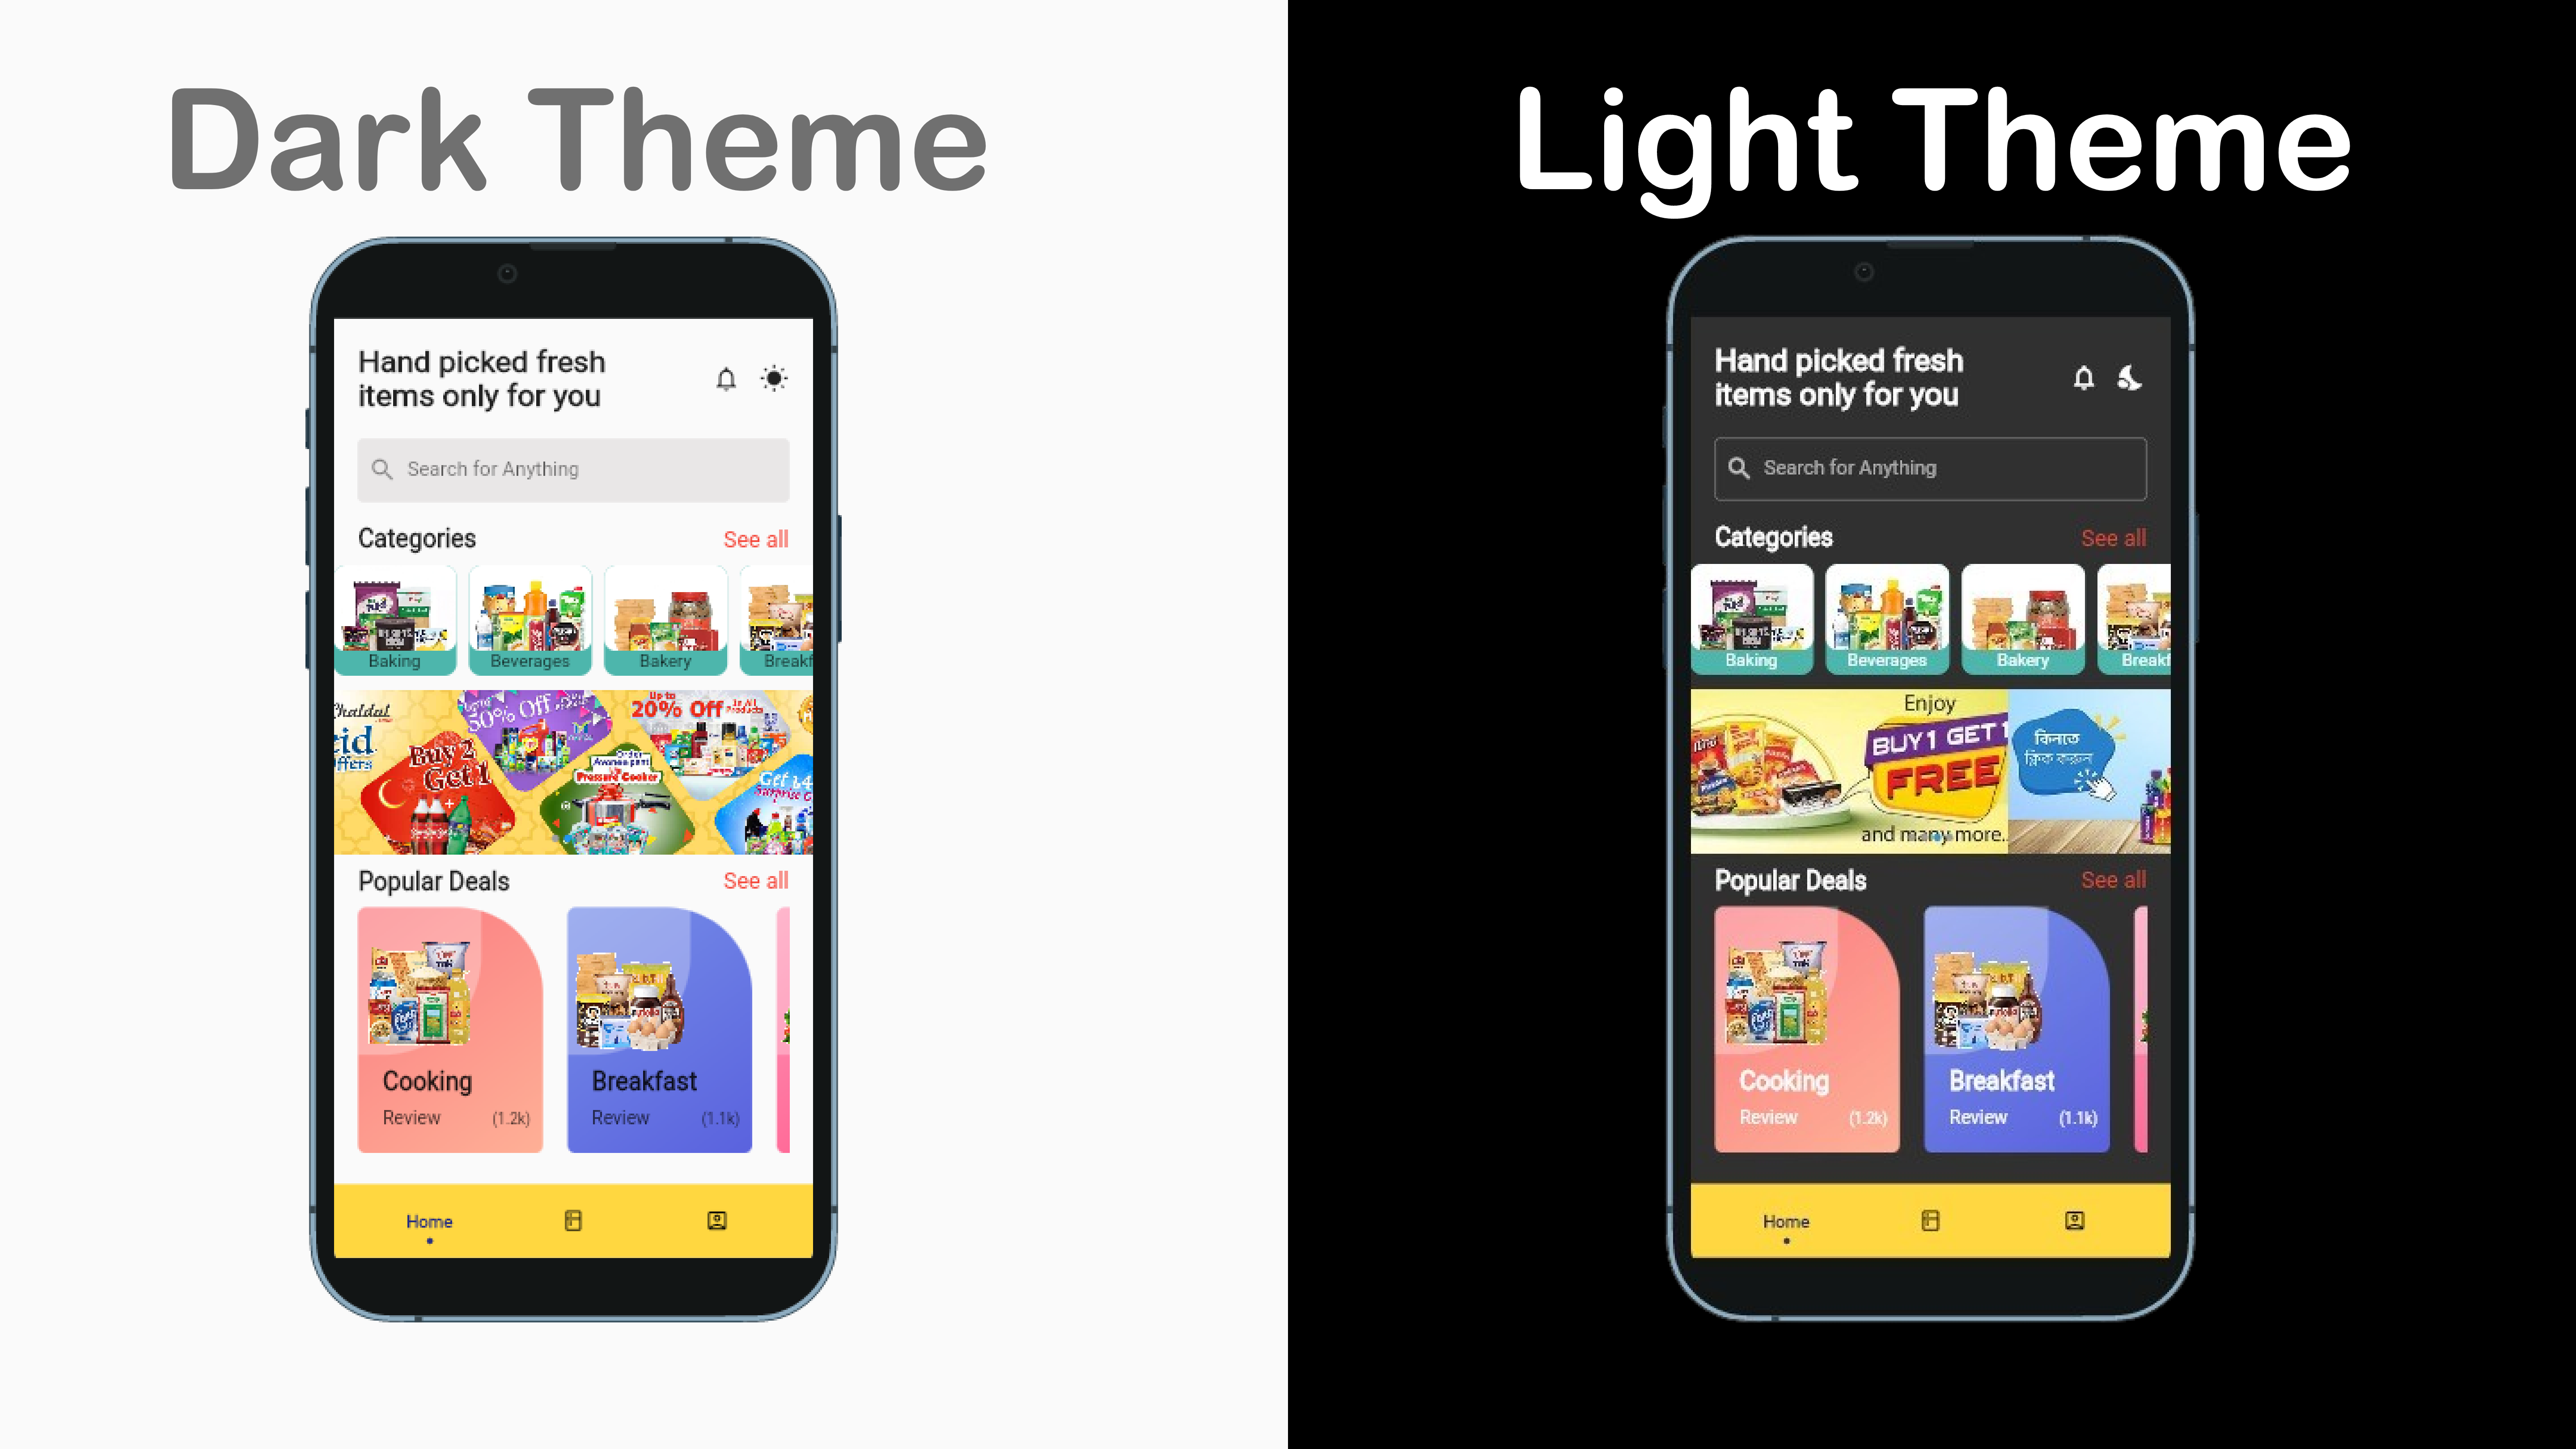 Dark Theme
Hand picked fresh
items only for you
Search for Anything
Categories
See all
Baking
Beverages
Bakery
Breakf
50% Off
Up to
20% Off
Products
Buy 2
Get 1
Pressure Cooker
Get
Popular Deals
See all
Cooking
Review
(1.2k)
Breakfast
Review
(1.1k)
Home
Light Theme
Hand picked fresh
items only for you
Search for Anything
Categories
See all
Baking
Beverages
Bakery
Breakf
Enjoy
BUY 1 GET 1
FREE
and many more..
কিনতে
ক্লিক করুন
Popular Deals
See all
Cooking
Review
(1.2k)
Breakfast
Review
(1.1k)
Home